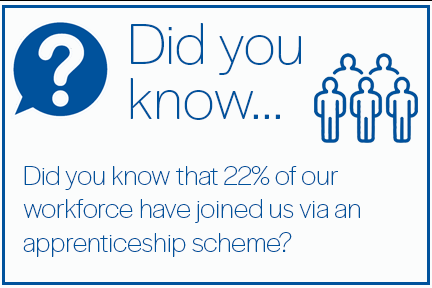 ?
Did you
know...
Did you know that 22% of our
workforce have joined us via an
apprenticeship scheme?